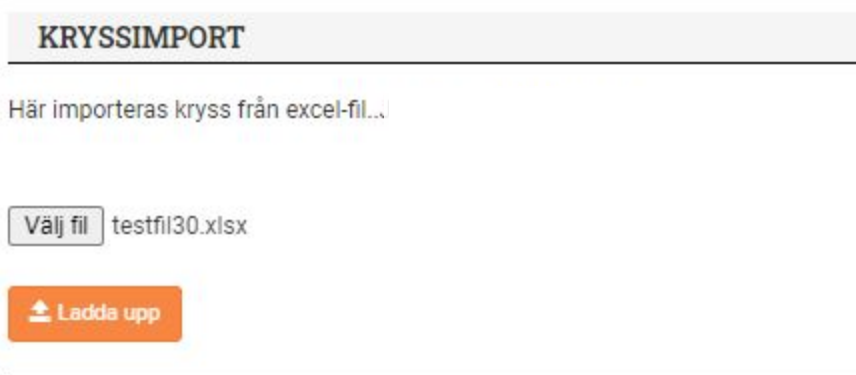 KRYSSIMPORT
Här importeras kryss från excel-fil...
Välj fil testfil30.xlsx
Ladda upp